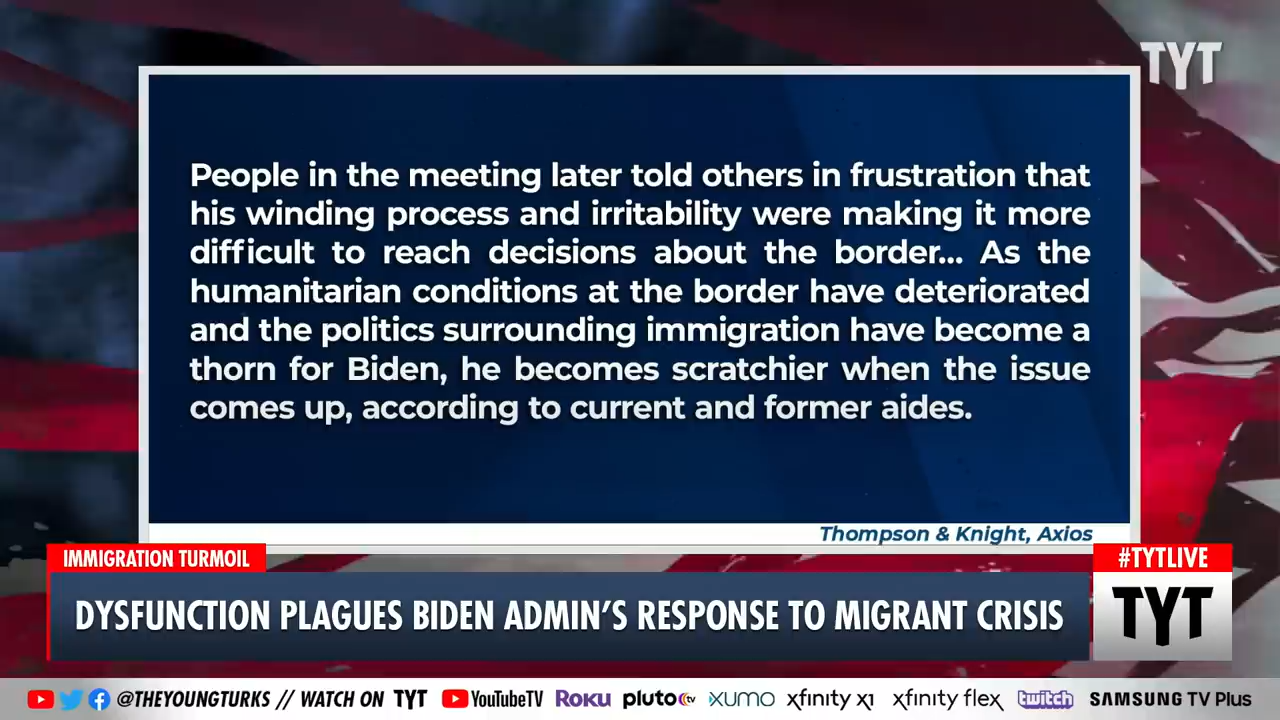 TYT
People in the meeting later told others in frustration that
his winding process and irritability were making it more
difficult to reach decisions about the border... As the
humanitarian conditions at the border have deteriorated
and the politics surrounding immigration have become a
thorn for Biden, he becomes scratchier when the issue
comes up, according to current and former aides.
Thompson & Knight, Axios
IMMIGRATION TURMOIL
#TYTLIVE
DYSFUNCTION PLAGUES BIDEN ADMIN'S RESPONSE TO MIGRANT CRISIS
TYT
@THEYOUNGTURKS // WATCH ON TYT YouTubeTV ROKU pluto tv xumo xfinity x1 xfinity flex twitch SAMSUNG TV Plus